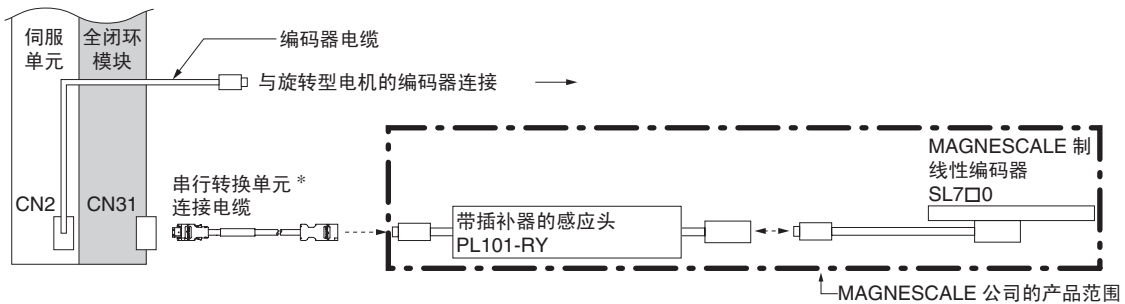 伺服
单元
全闭环
模块
编码器电缆
与旋转型电机的编码器连接
MAGNESCALE 制
线性编码器
SL7□0
串行转换单元 *
连接电缆
CN2
CN31
带插补器的感应头
PL101-RY
MAGNESCALE 公司的产品范围